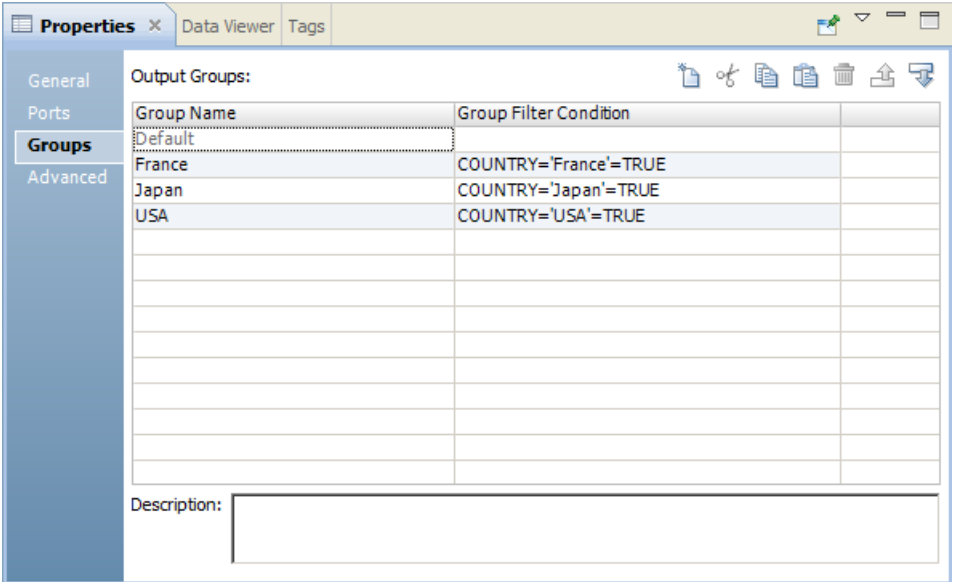 Properties Data Viewer Tags
General
Ports
Groups
Advanced
Output Groups:
Group Name Group Filter Condition
Default
France COUNTRY='France'=TRUE
Japan COUNTRY='Japan'=TRUE
USA COUNTRY='USA'=TRUE
Description: